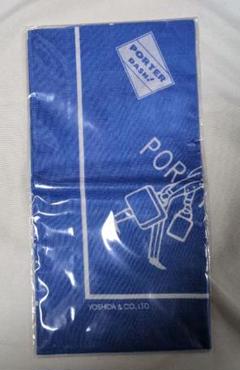 PORTER
DASH!
POR
YOSHIDA & CO., LTD